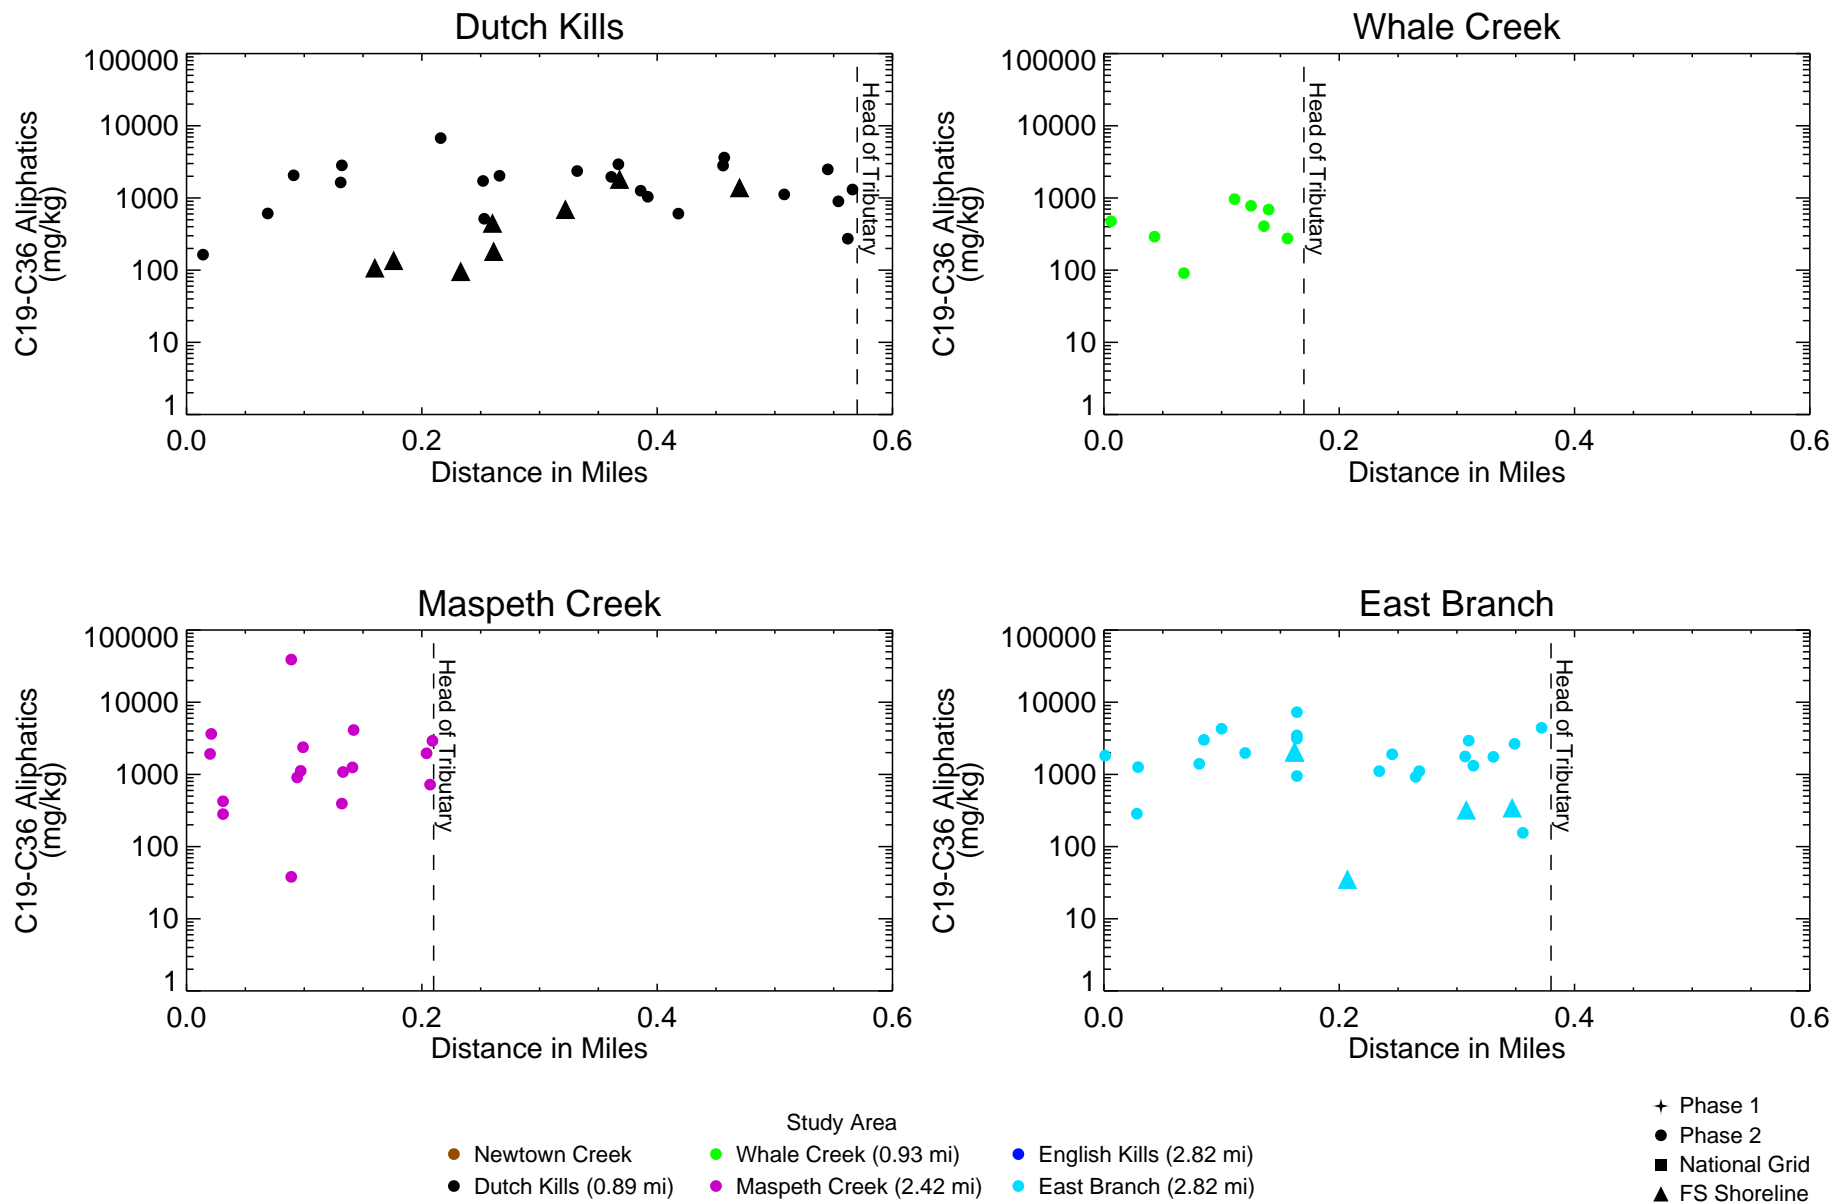 Dutch Kills
100000
10000
1000
100
10
1
C19-C36 Aliphatics
(mg/kg)
Head of Tributary
0.0 0.2 0.4 0.6
Distance in Miles
Whale Creek
100000
10000
1000
100
10
1
C19-C36 Aliphatics
(mg/kg)
Head of Tributary
0.0 0.2 0.4 0.6
Distance in Miles
Maspeth Creek
100000
10000
1000
100
10
1
C19-C36 Aliphatics
(mg/kg)
Head of Tributary
0.0 0.2 0.4 0.6
Distance in Miles
East Branch
100000
10000
1000
100
10
1
C19-C36 Aliphatics
(mg/kg)
Head of Tributary
0.0 0.2 0.4 0.6
Distance in Miles
Study Area
Newtown Creek
Dutch Kills (0.89 mi)
Whale Creek (0.93 mi)
Maspeth Creek (2.42 mi)
English Kills (2.82 mi)
East Branch (2.82 mi)
Phase 1
Phase 2
National Grid
FS Shoreline